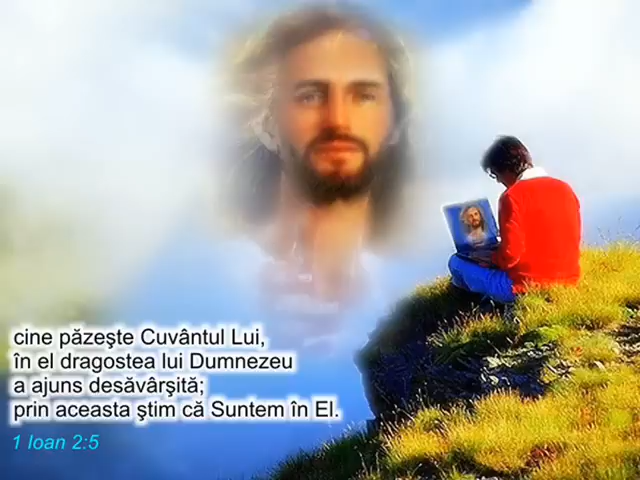 cine păzeşte Cuvântul Lui,
în el dragostea lui Dumnezeu
a ajuns desăvârşită;
prin aceasta ştim că Suntem în El.
1 Ioan 2:5